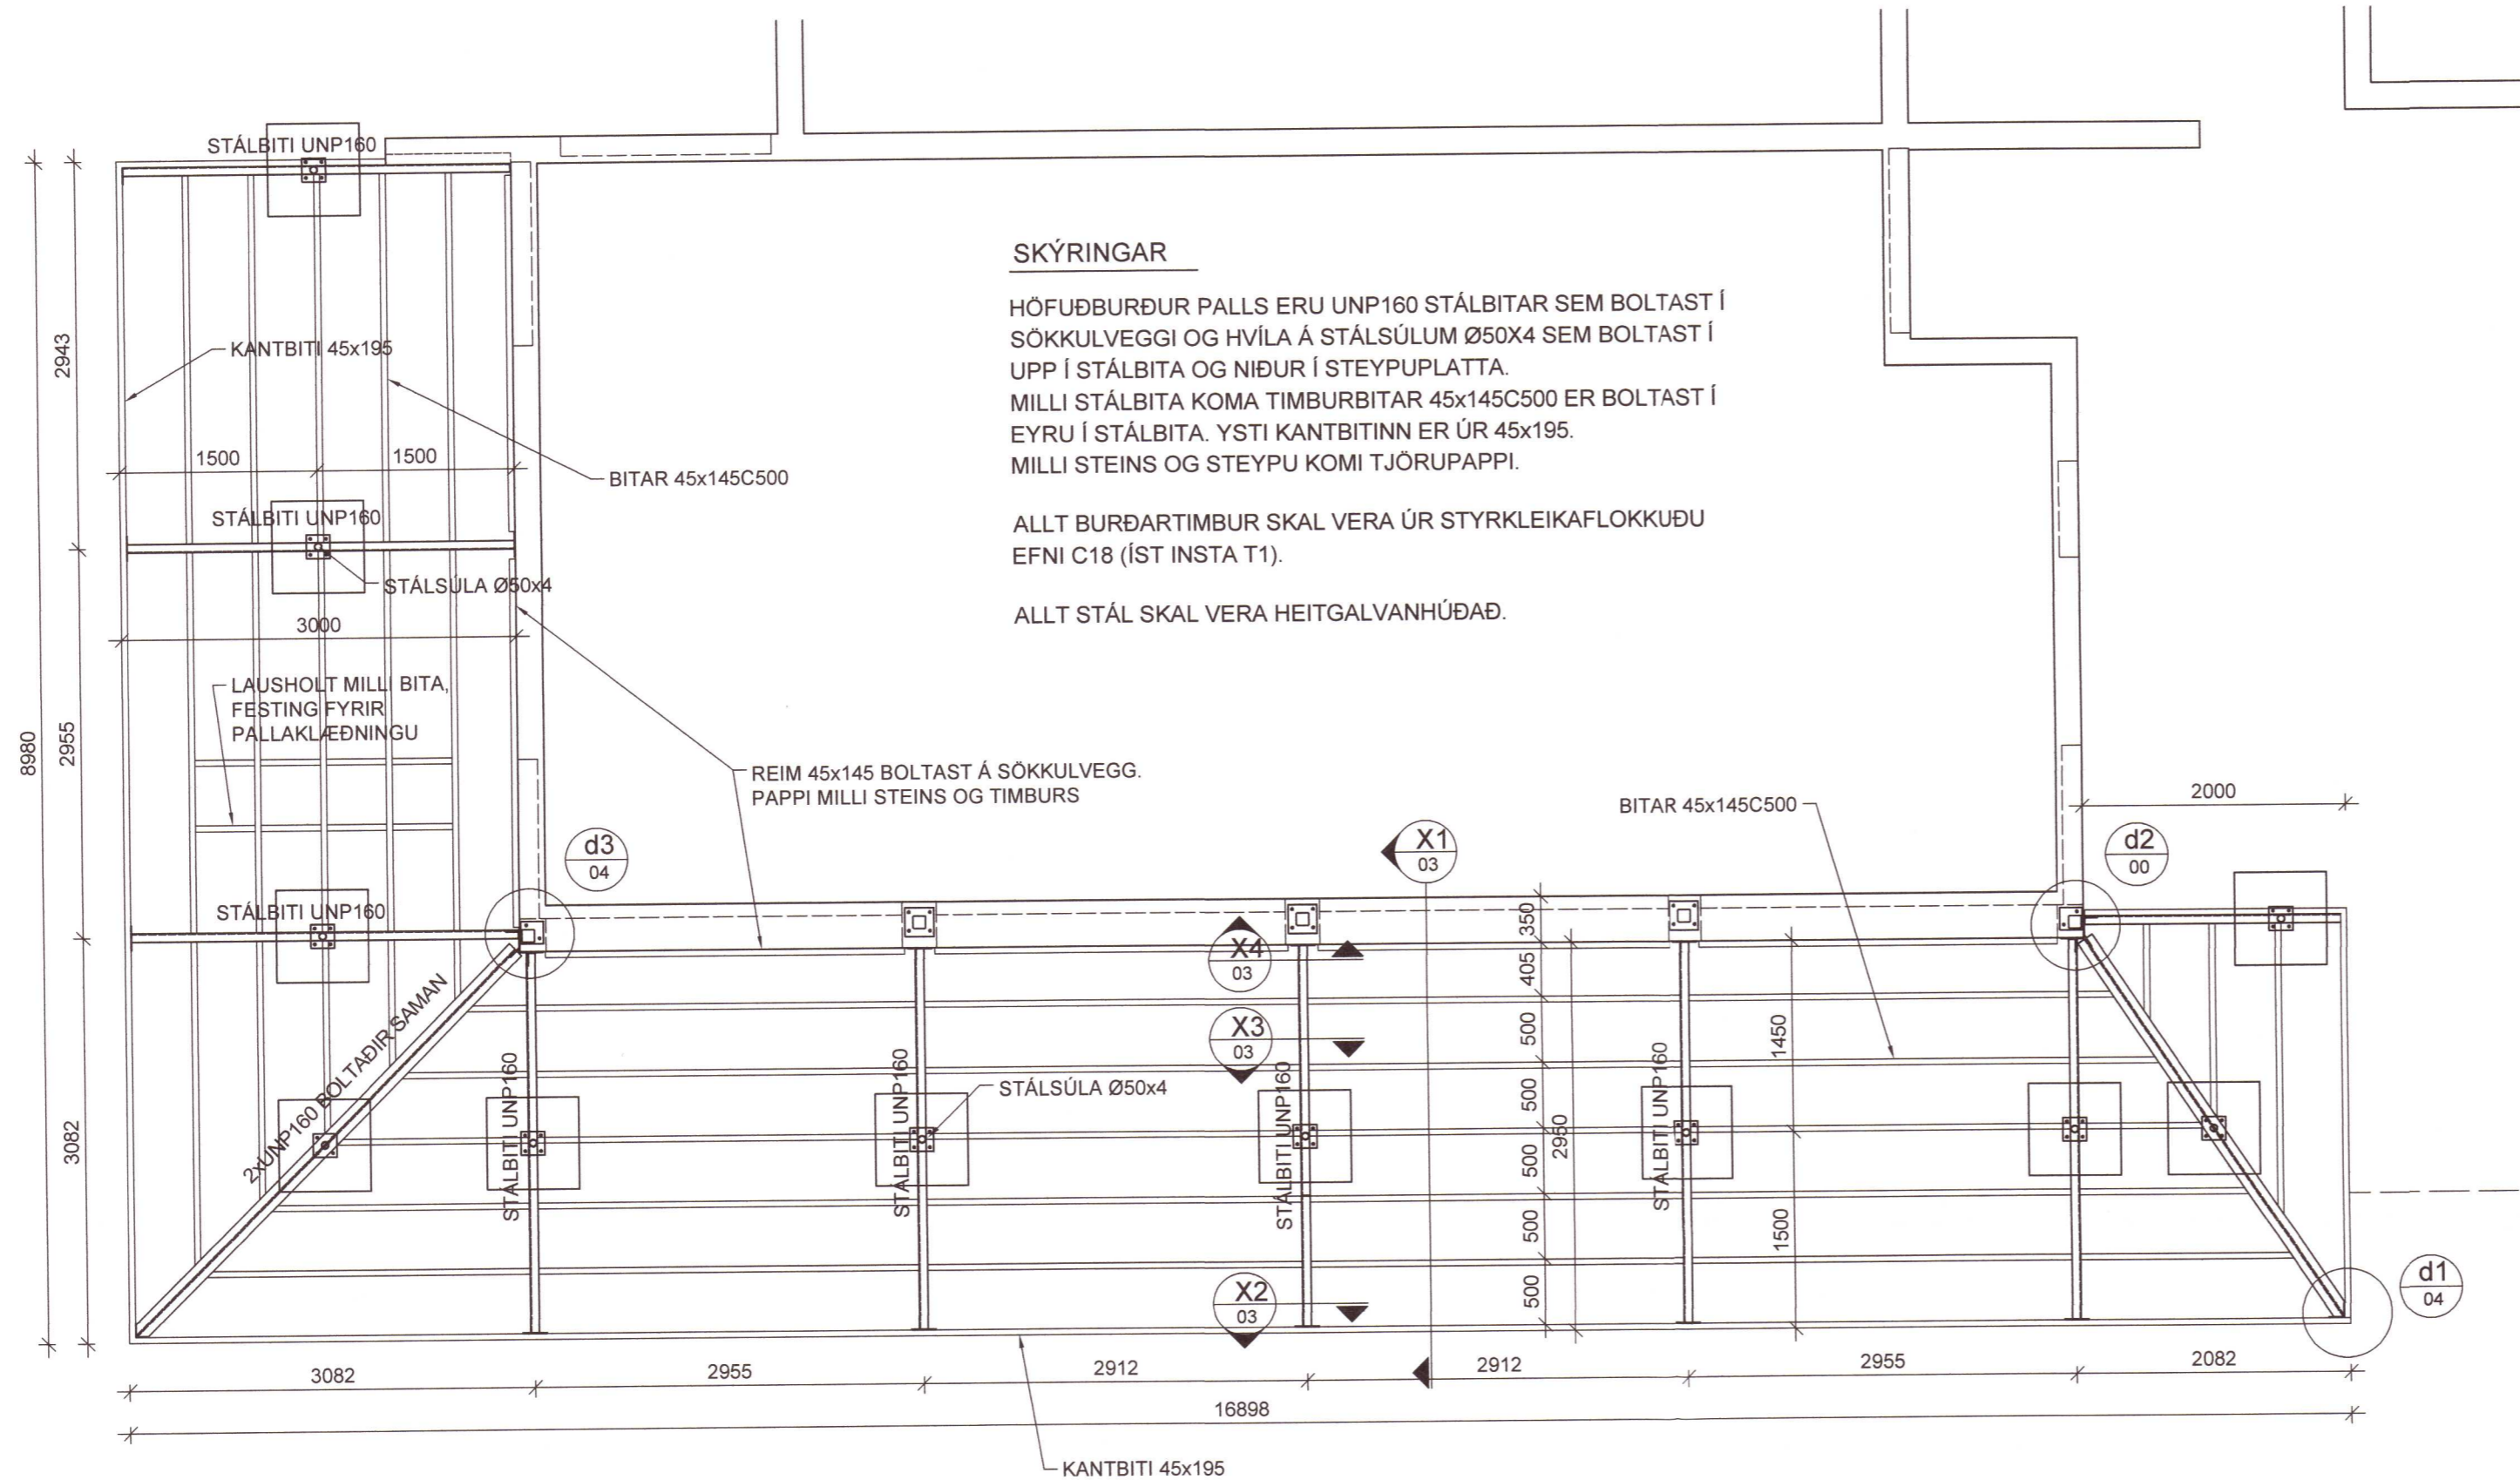 STÁLBITI UNP160
SKÝRINGAR
HÖFUÐBURÐUR PALLS ERU UNP160 STÁLBITAR SEM BOLTAST Í
SÖKKULVEGGI OG HVÍLA Á STÁLSÚLUM Ø50X4 SEM BOLTAST Í
UPP Í STÁLBITA OG NIÐUR Í STEYPUPLATTA.
MILLI STÁLBITA KOMA TIMBURBITAR 45x145C500 ER BOLTAST Í
EYRU Í STÁLBITA. YSTI KANTBITINN ER ÚR 45x195.
MILLI STEINS OG STEYPU KOMI TJÖRUPAPPI.
ALLT BURÐARTIMBUR SKAL VERA ÚR STYRKLEIKAFLOKKUÐU
EFNI C18 (ÍST INSTA T1).
ALLT STÁL SKAL VERA HEITGALVANHÚÐAÐ.
2943
KANTBITI 45x195
1500
1500
BITAR 45x145C500
STÁLBITI UNP160
STÁLSÚLA Ø50x4
3000
LAUSHOLT MILLI BITA,
FESTING FYRIR
PALLAKLÆÐNINGU
8980
2955
REIM 45x145 BOLTAST Á SÖKKULVEGG.
PAPPI MILLI STEINS OG TIMBURS
BITAR 45x145C500
2000
d3
04
X1
03
d2
00
STÁLBITI UNP160
350
X4
03
405
2xUNP160 BOLTAÐIR SAMAN
X3
03
500
1450
STÁLBITI UNP160
STÁLBITI UNP160
STÁLBITI UNP160
STÁLBITI UNP160
STÁLSÚLA Ø50x4
500
2950
3082
500
1500
500
500
X2
03
d1
04
3082
2955
2912
2912
2955
2082
16898
KANTBITI 45x195